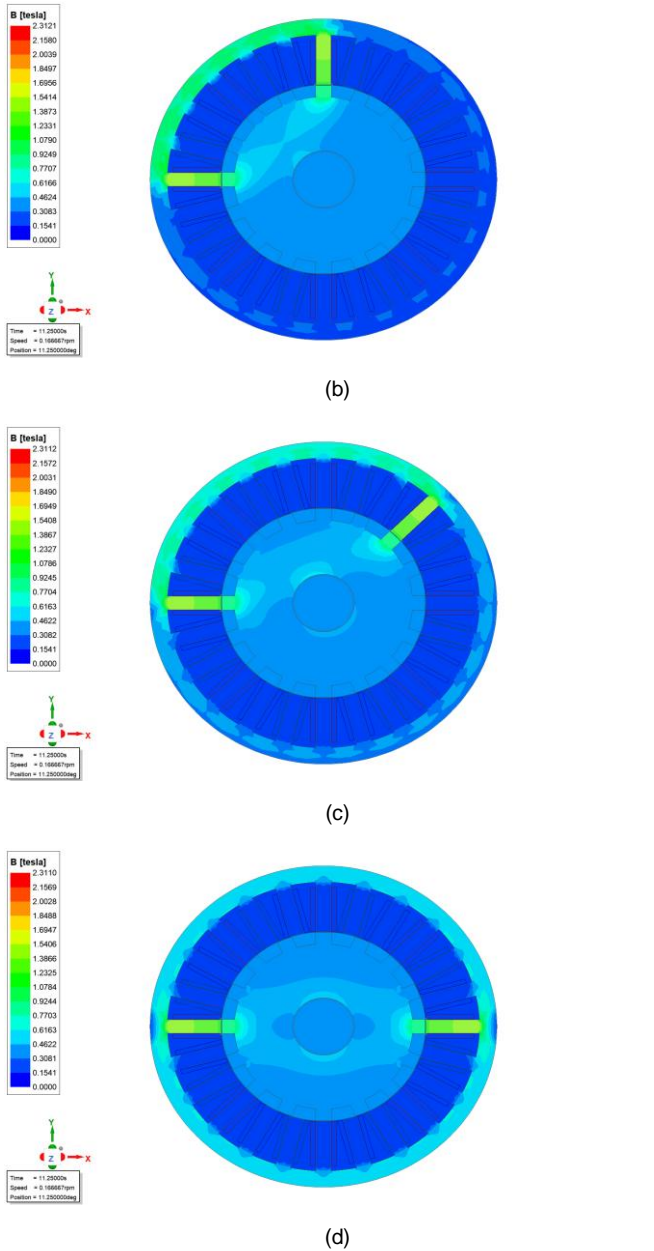 B [tesla]
2.3121
2.1580
2.0039
1.8497
1.6956
1.5414
1.3873
1.2331
1.0790
0.9249
0.7707
0.6166
0.4624
0.3083
0.1541
0.0000
Y
Z
X
Time = 11.25000s
Speed = 0.166667rpm
Position = 11.250000deg
(b)
B [tesla]
2.3112
2.1572
2.0031
1.8490
1.6949
1.5408
1.3867
1.2327
1.0786
0.9245
0.7704
0.6163
0.4622
0.3082
0.1541
0.0000
Y
Z
X
Time = 11.25000s
Speed = 0.166667rpm
Position = 11.250000deg
(c)
B [tesla]
2.3110
2.1569
2.0028
1.8488
1.6947
1.5406
1.3866
1.2325
1.0784
0.9244
0.7703
0.6163
0.4622
0.3081
0.1541
0.0000
Y
Z
X
Time = 11.25000s
Speed = 0.166667rpm
Position = 11.250000deg
(d)